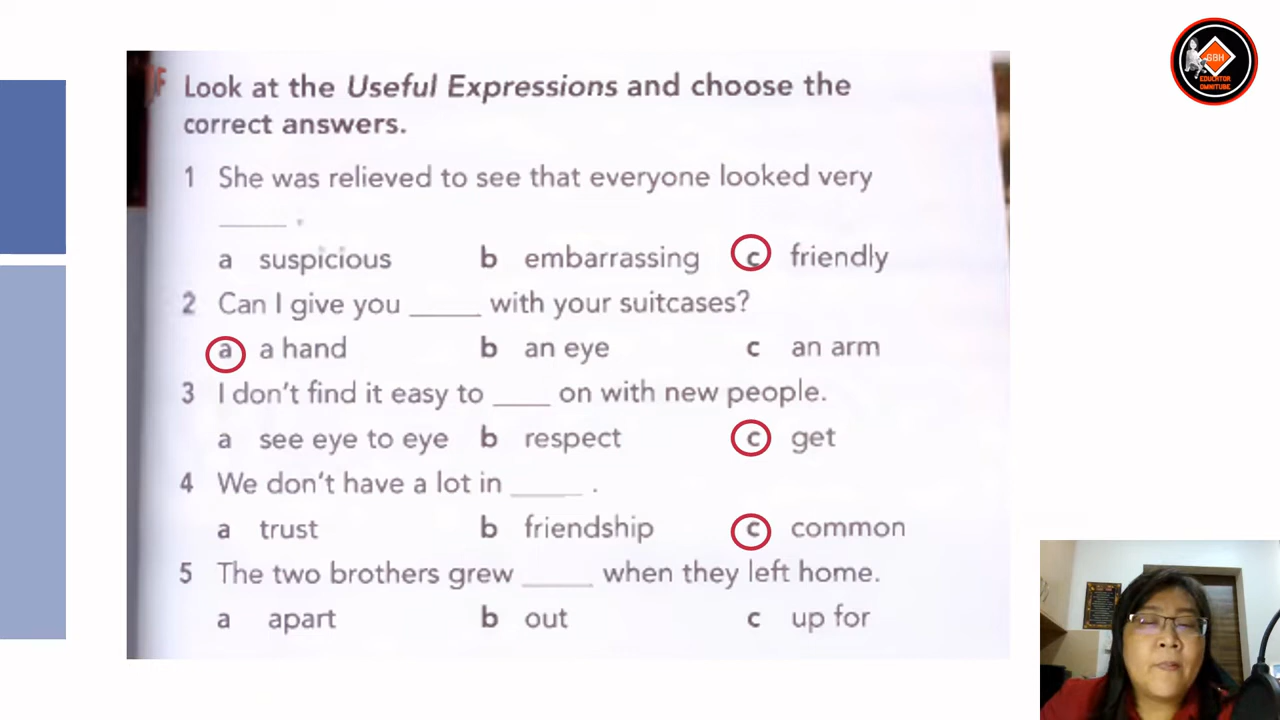 F Look at the Useful Expressions and choose the
correct answers.
1 She was relieved to see that everyone looked very
_____ .
a suspicious b embarrassing c friendly
2 Can I give you _____ with your suitcases?
a a hand b an eye c an arm
3 I don't find it easy to ____ on with new people.
a see eye to eye b respect c get
4 We don't have a lot in _____ .
a trust b friendship c common
5 The two brothers grew _____ when they left home.
a apart b out c up for
GBH
EDUCATOR
OMNITUBE